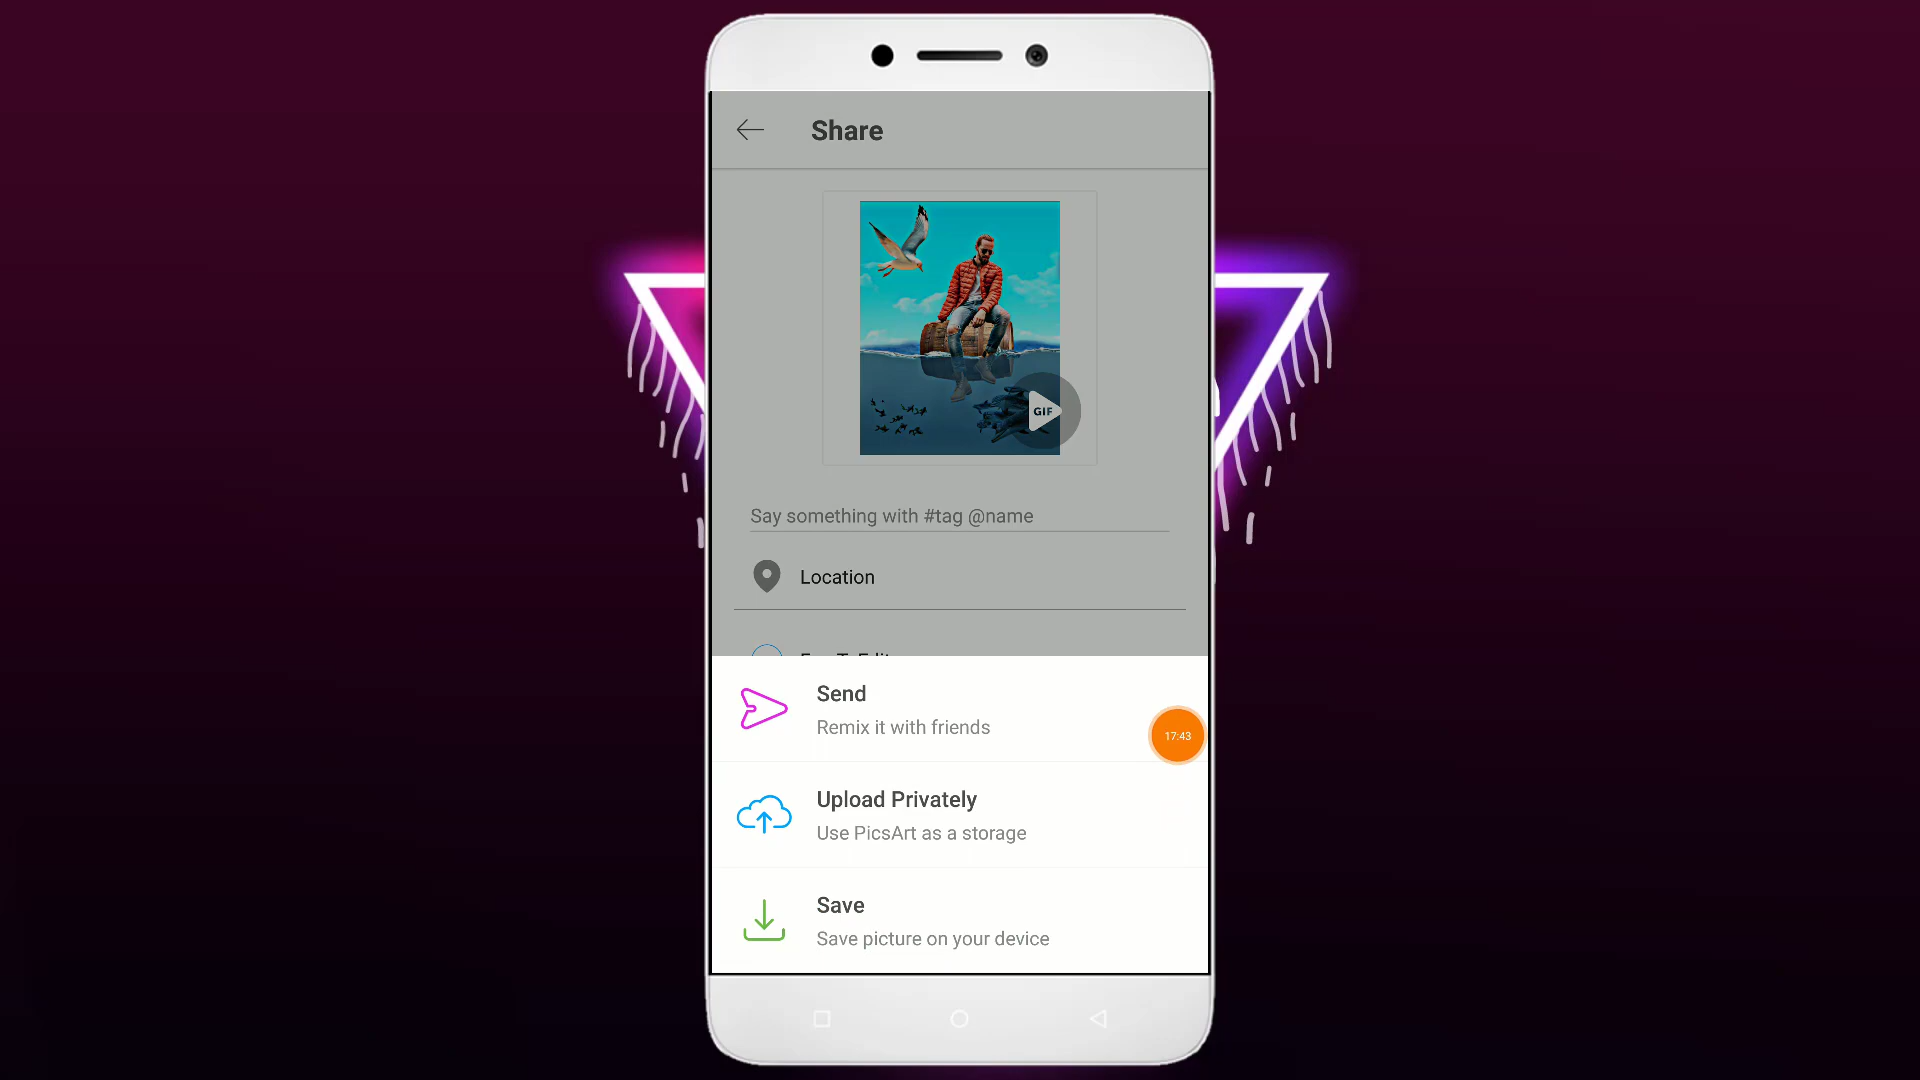 Share
GIF
Say something with #tag @name
Location
Send
Remix it with friends
17:43
Upload Privately
Use PicsArt as a storage
Save
Save picture on your device